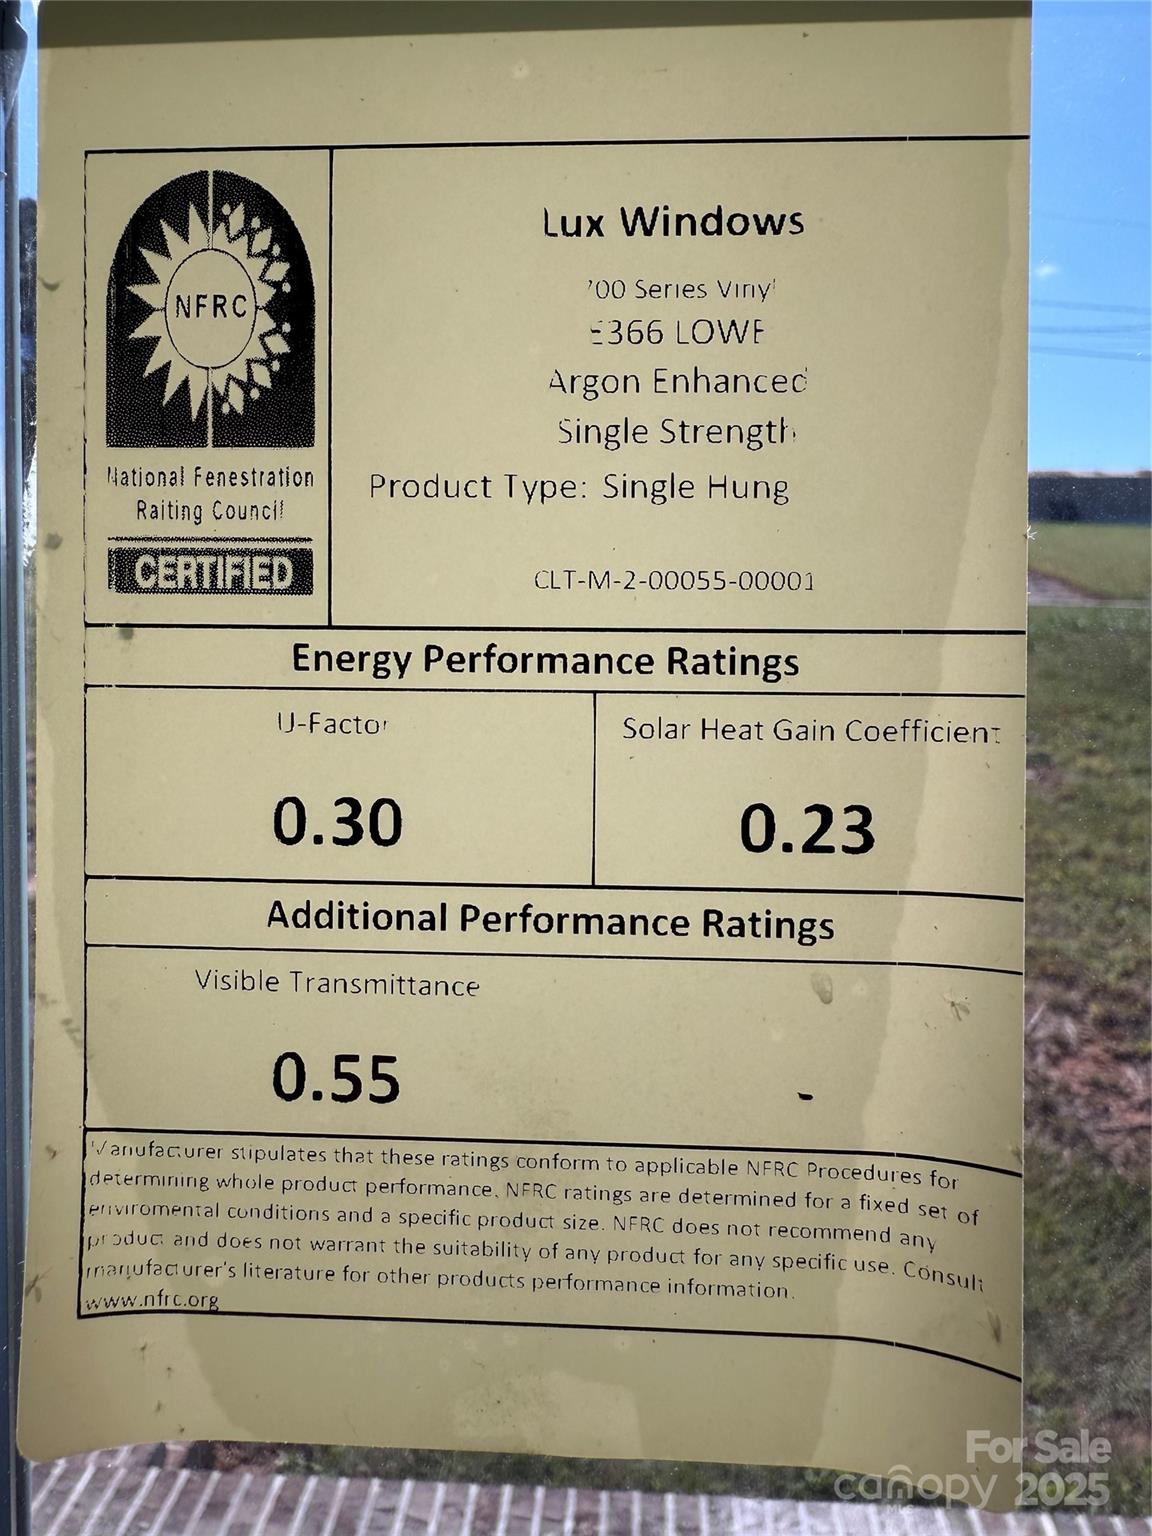 NFRC
National Fenestration
Raiting Council
CERTIFIED
Lux Windows
'00 Series Vinyl
E366 LOWE
Argon Enhanced
Single Strength
Product Type: Single Hung
CLT-M-2-00055-00001
Energy Performance Ratings
U-Factor
0.30
Solar Heat Gain Coefficient
0.23
Additional Performance Ratings
Visible Transmittance
0.55
-
Manufacturer stipulates that these ratings conform to applicable NFRC Procedures for
determining whole product performance. NFRC ratings are determined for a fixed set of
enviromental conditions and a specific product size. NFRC does not recommend any
product and does not warrant the suitability of any product for any specific use. Consult
manufacturer's literature for other products performance information.
www.nfrc.org
For Sale
canopy 2025
MLS